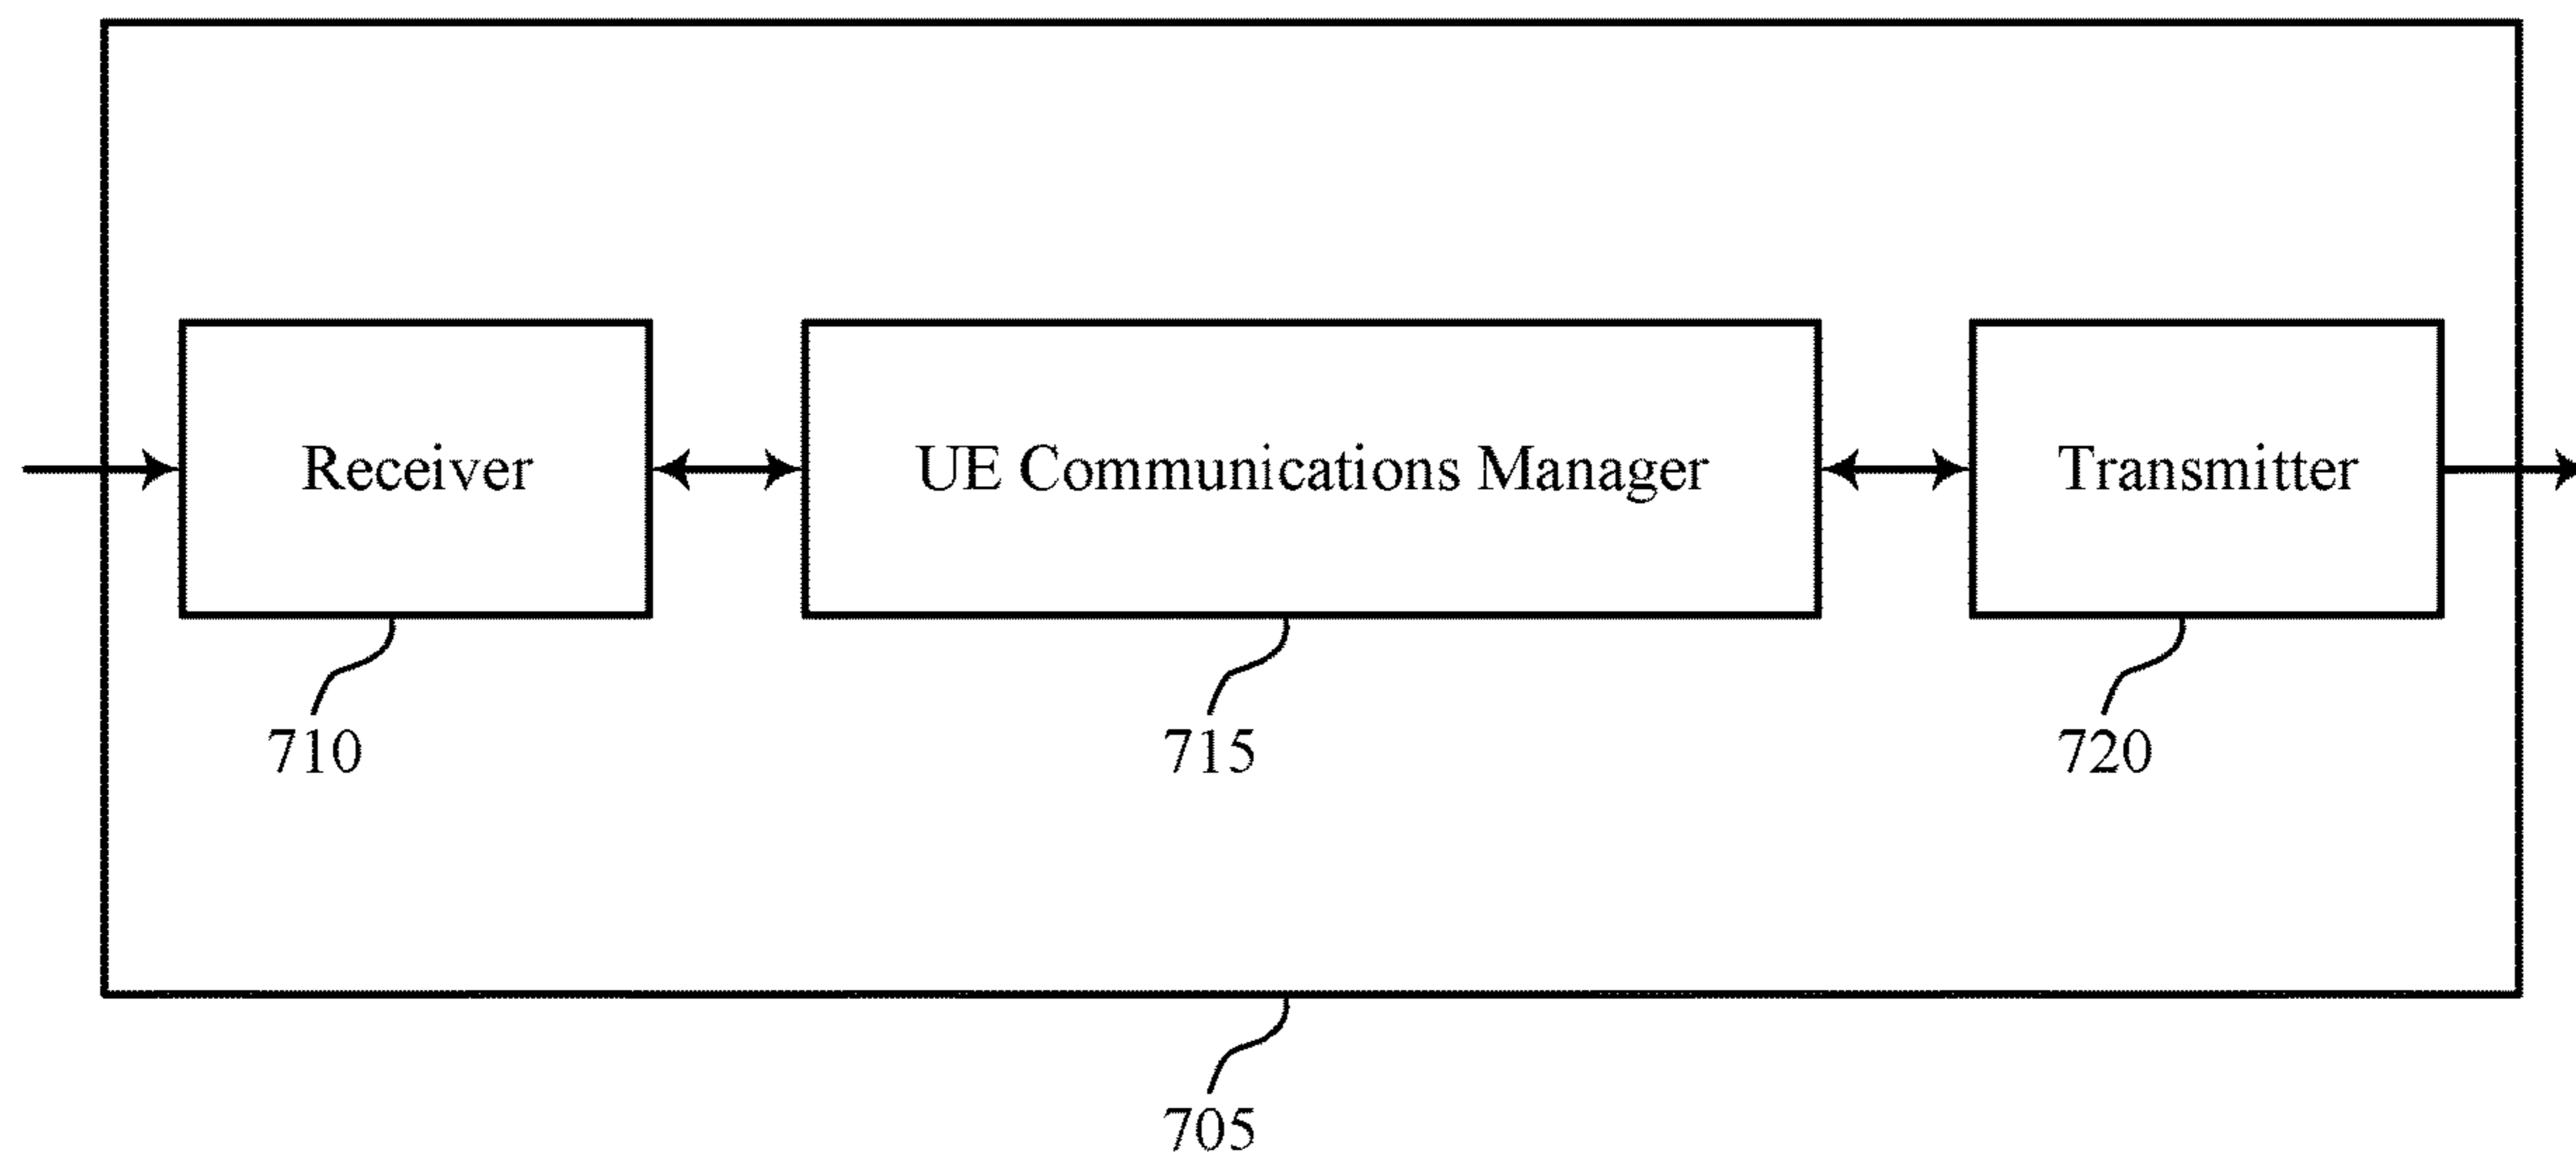 Receiver
UE Communications Manager
Transmitter
710
715
720
705